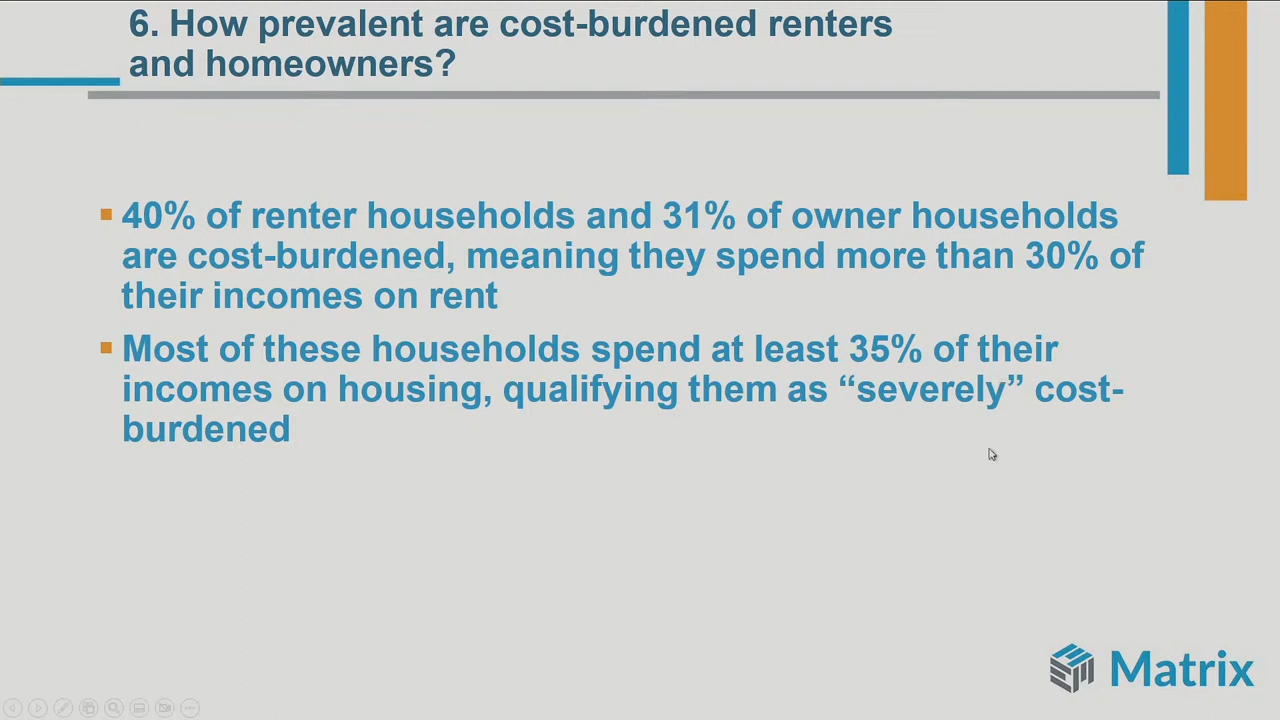 6. How prevalent are cost-burdened renters
and homeowners?
40% of renter households and 31% of owner households
are cost-burdened, meaning they spend more than 30% of
their incomes on rent
Most of these households spend at least 35% of their
incomes on housing, qualifying them as “severely” cost-
burdened
Matrix